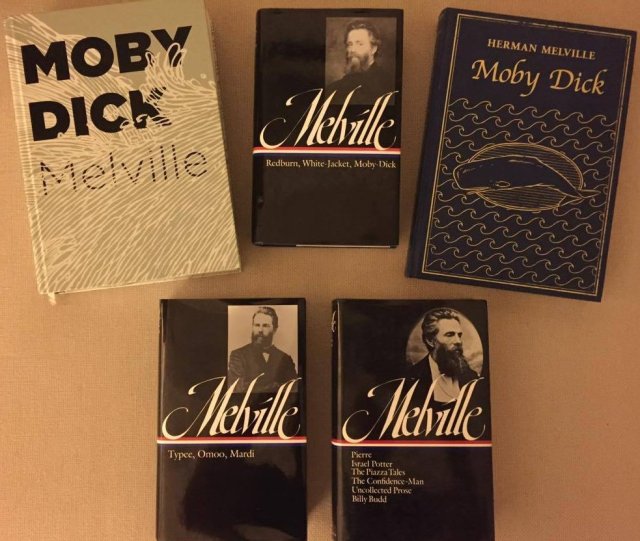 MOBY
DICK
Melville
Melville
Redburn, White-Jacket, Moby-Dick
HERMAN MELVILLE
Moby Dick
Melville
Typee, Omoo, Mardi
Melville
Pierre
Israel Potter
The Piazza Tales
The Confidence-Man
Uncollected Prose
Billy Budd